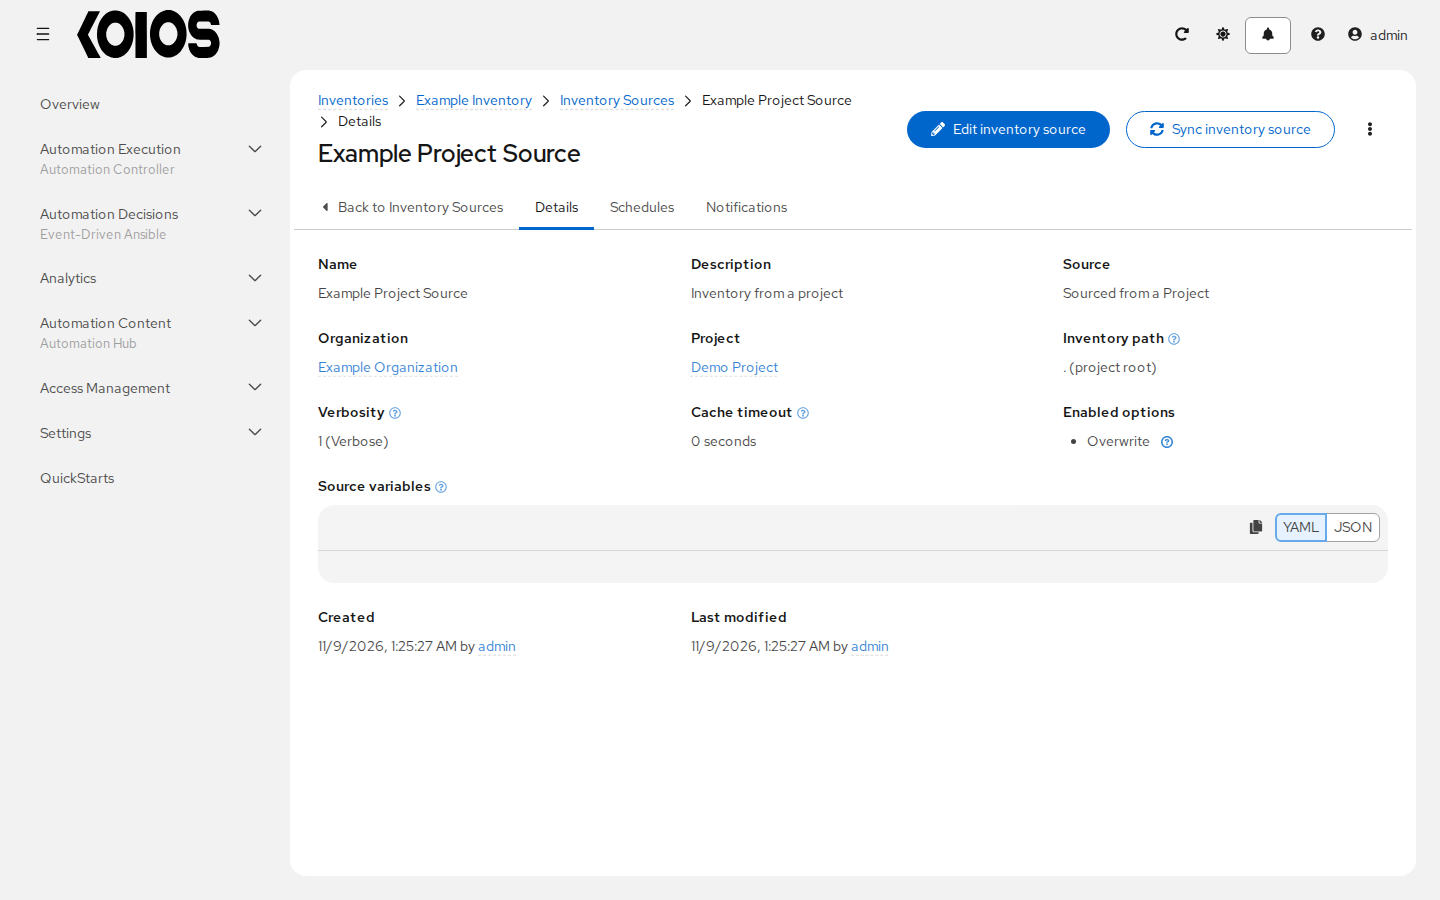 KOIOS
admin
Overview
Automation Execution
Automation Controller
Automation Decisions
Event-Driven Ansible
Analytics
Automation Content
Automation Hub
Access Management
Settings
QuickStarts
Inventories > Example Inventory > Inventory Sources > Example Project Source
> Details
Example Project Source
Edit inventory source
Sync inventory source
Back to Inventory Sources
Details
Schedules
Notifications
Name
Example Project Source
Description
Inventory from a project
Source
Sourced from a Project
Organization
Example Organization
Project
Demo Project
Inventory path
. (project root)
Verbosity
1 (Verbose)
Cache timeout
0 seconds
Enabled options
• Overwrite
Source variables
YAML JSON
Created
11/9/2026, 1:25:27 AM by admin
Last modified
11/9/2026, 1:25:27 AM by admin